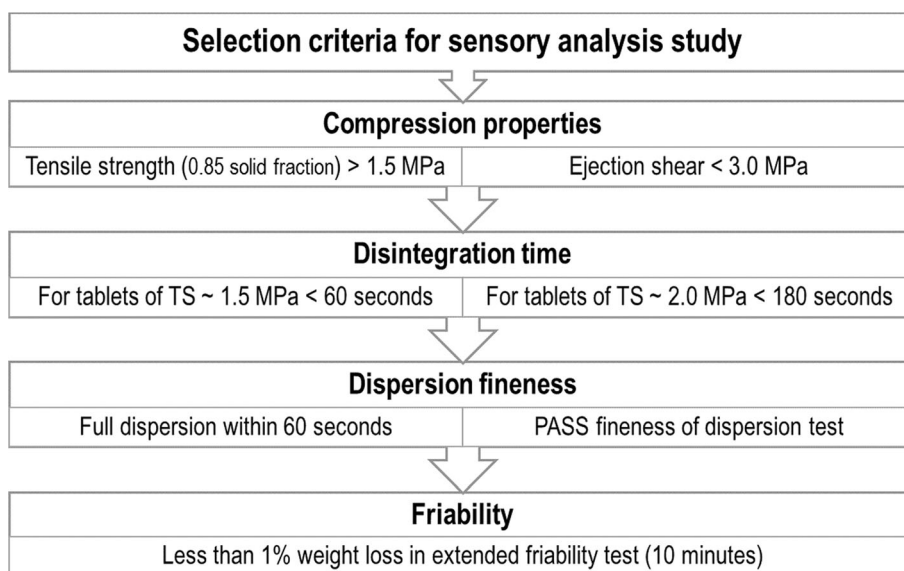 Selection criteria for sensory analysis study
Compression properties
Tensile strength (0.85 solid fraction) > 1.5 MPa
Ejection shear < 3.0 MPa
Disintegration time
For tablets of TS ~ 1.5 MPa < 60 seconds
For tablets of TS ~ 2.0 MPa < 180 seconds
Dispersion fineness
Full dispersion within 60 seconds
PASS fineness of dispersion test
Friability
Less than 1% weight loss in extended friability test (10 minutes)